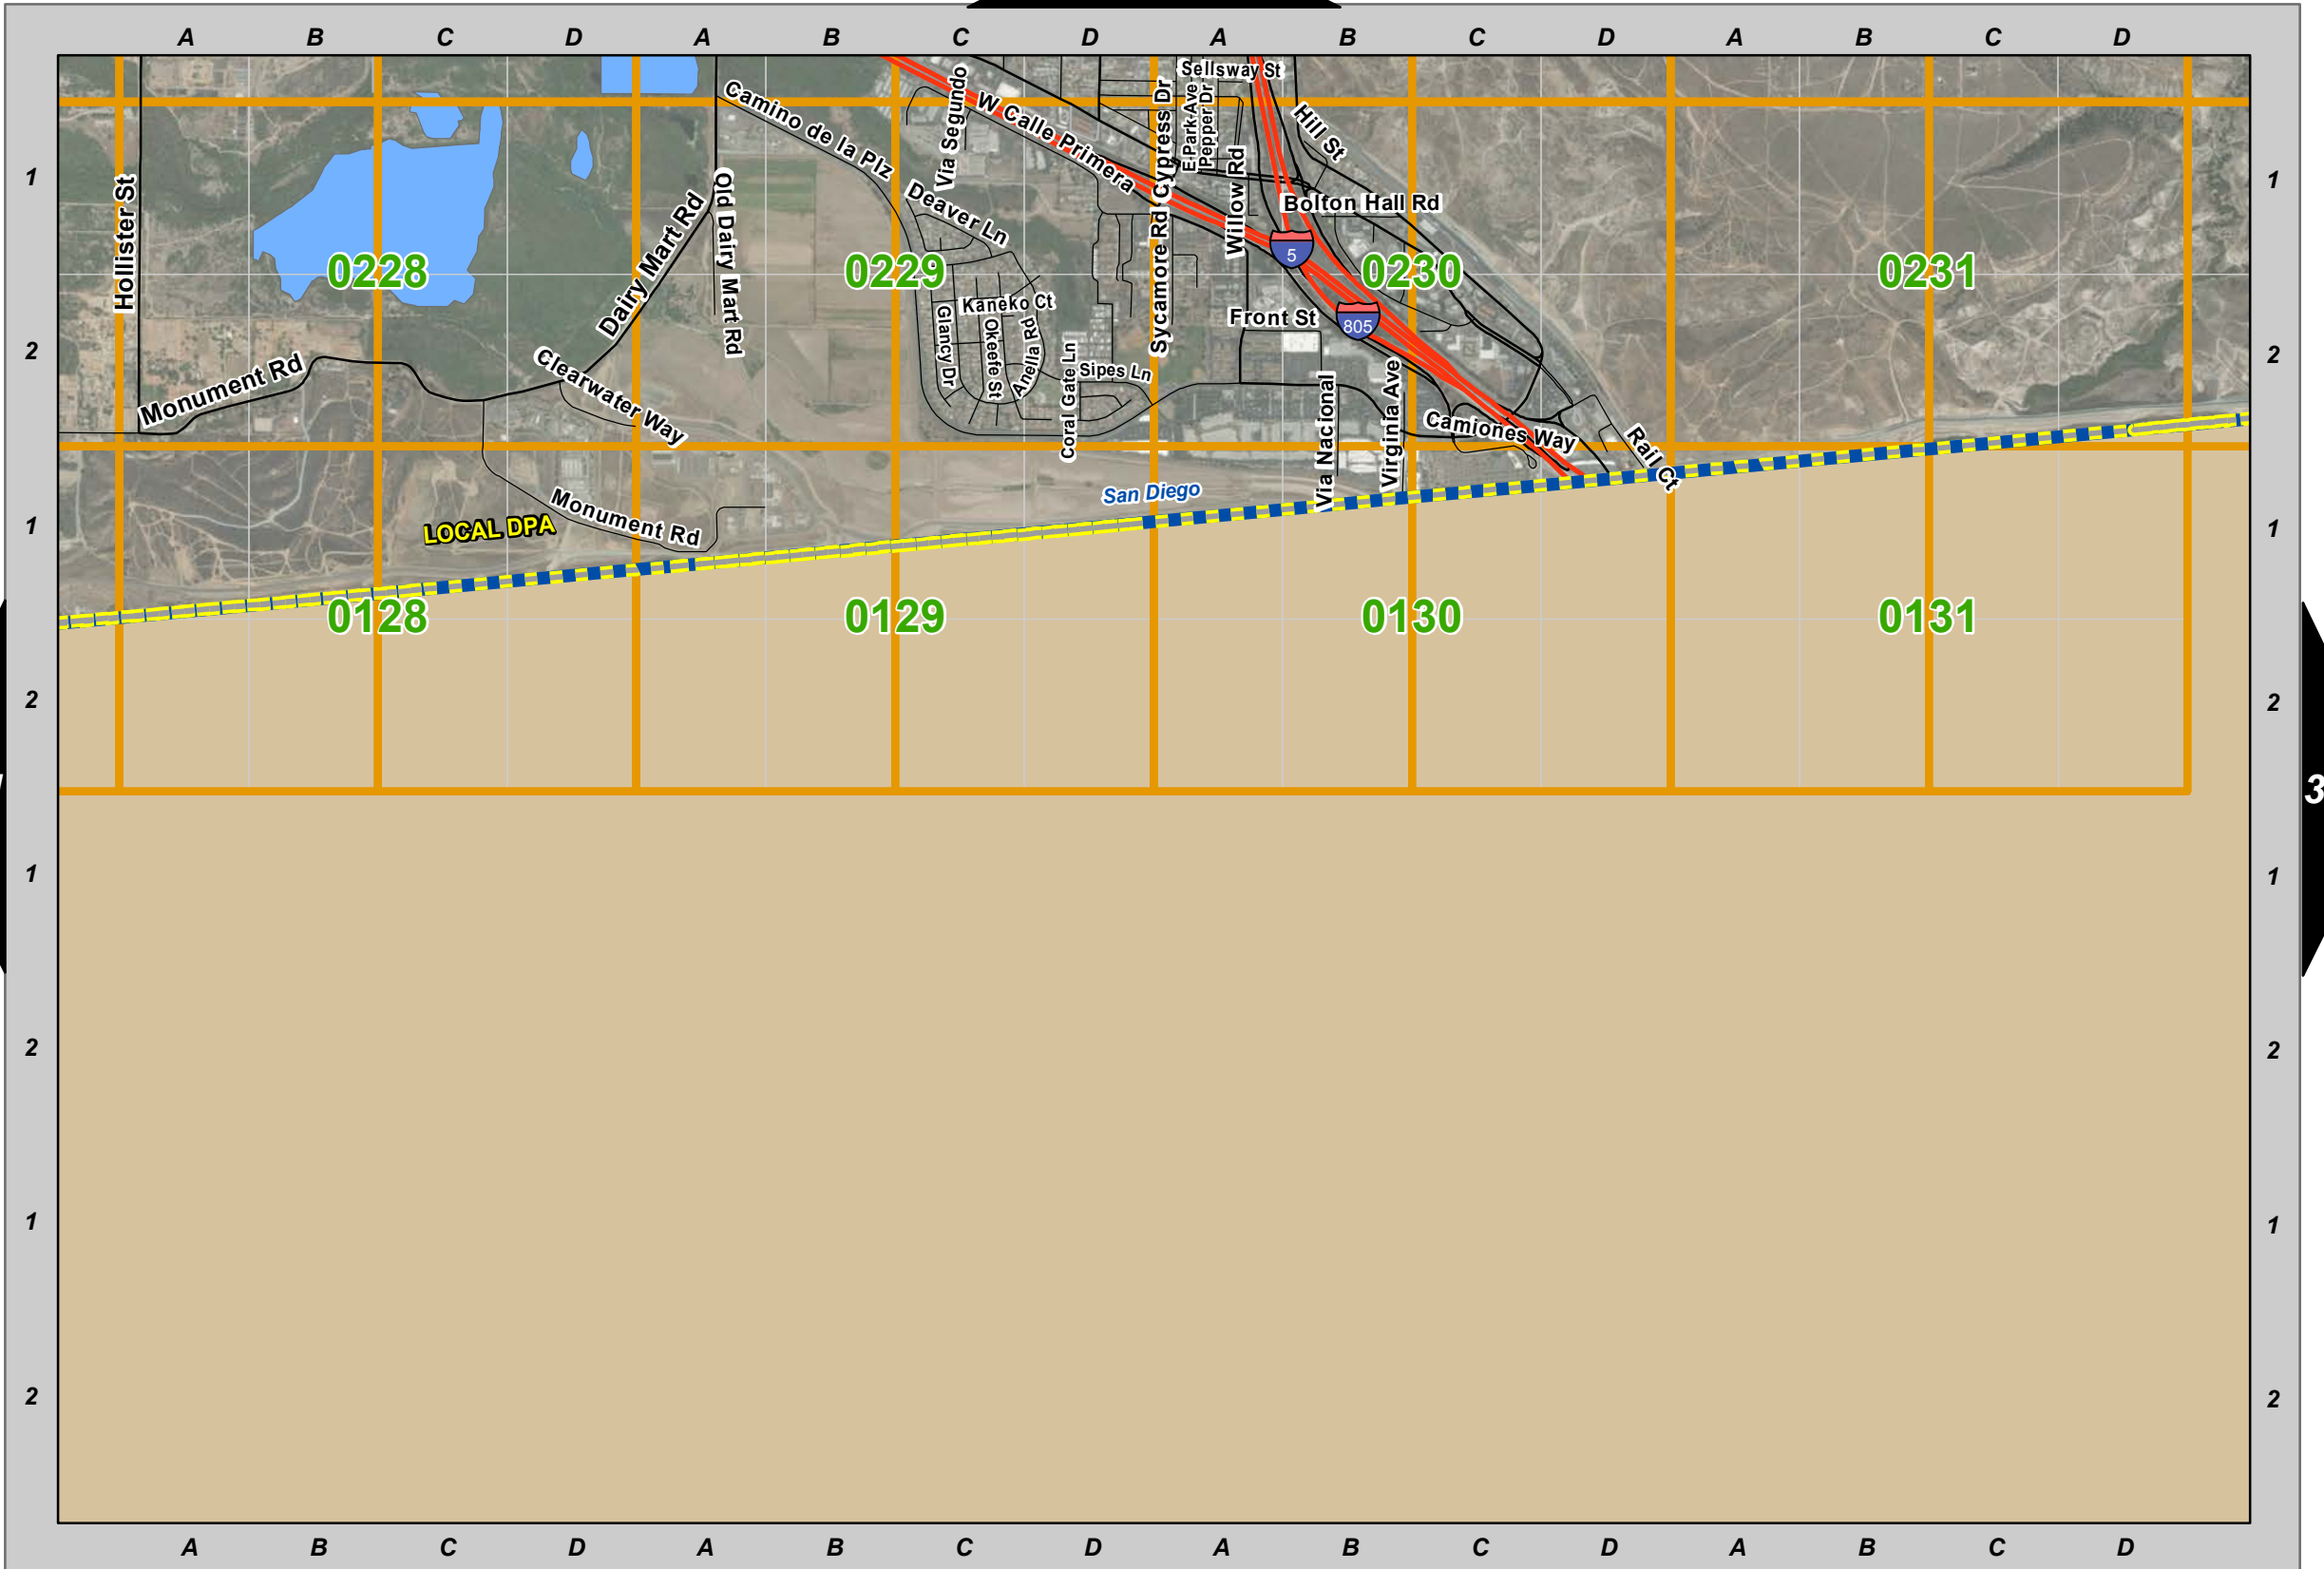 A B C D A B C D A B C D A B C D
Sellsway St
Camino de la Plz
Via Segundo
W Calle Primera
Cypress Dr
E Park Ave
Pepper Dr
Hill St
1
1
Hollister St
Dairy Mart Rd
Old Dairy Mart Rd
Deaver Ln
Sycamore Rd
Willow Rd
Bolton Hall Rd
5
0228
0229
0230
0231
Kaneko Ct
Glancy Dr
Okeefe St
Anella Rd
Front St
805
2
2
Monument Rd
Clearwater Way
Coral Gate Ln
Sipes Ln
Via Nacional
Virginia Ave
Camiones Way
Rail Ct
San Diego
1
LOCAL DPA
Monument Rd
1
0128
0129
0130
0131
2
2
3
1
1
2
2
1
1
2
2
A B C D A B C D A B C D A B C D